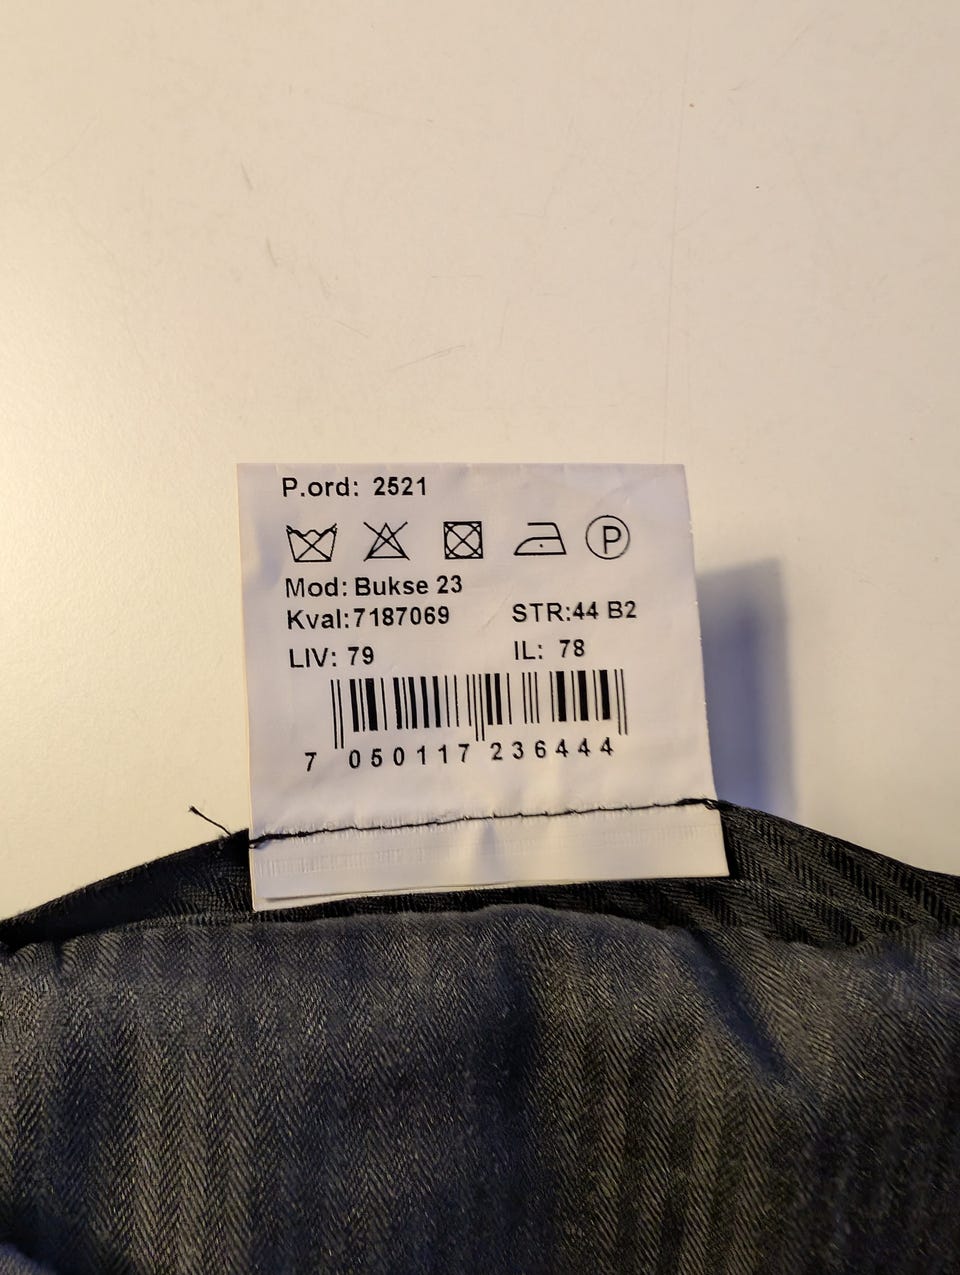 P.ord: 2521
P
Mod: Bukse 23
Kval:7187069 STR:44 B2
LIV: 79 IL: 78
7 050117 236444